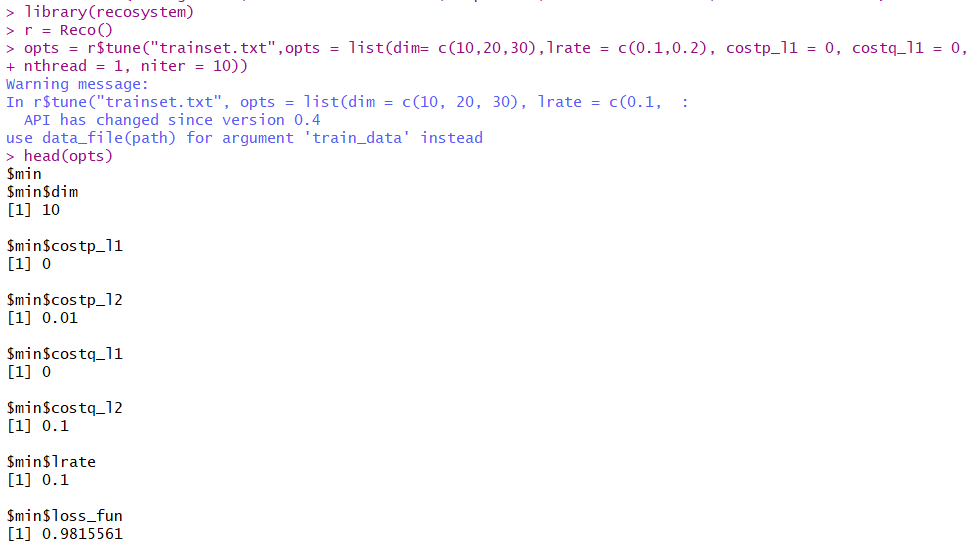 > library(recosystem)
> r = Reco()
> opts = r$tune("trainset.txt",opts = list(dim= c(10,20,30),lrate = c(0.1,0.2), costp_l1 = 0, costq_l1 = 0,
+ nthread = 1, niter = 10))
Warning message:
In r$tune("trainset.txt", opts = list(dim = c(10, 20, 30), lrate = c(0.1,  :
  API has changed since version 0.4
use data_file(path) for argument 'train_data' instead
> head(opts)
$min
$min$dim
[1] 10

$min$costp_l1
[1] 0

$min$costp_l2
[1] 0.01

$min$costq_l1
[1] 0

$min$costq_l2
[1] 0.1

$min$lrate
[1] 0.1

$min$loss_fun
[1] 0.9815561